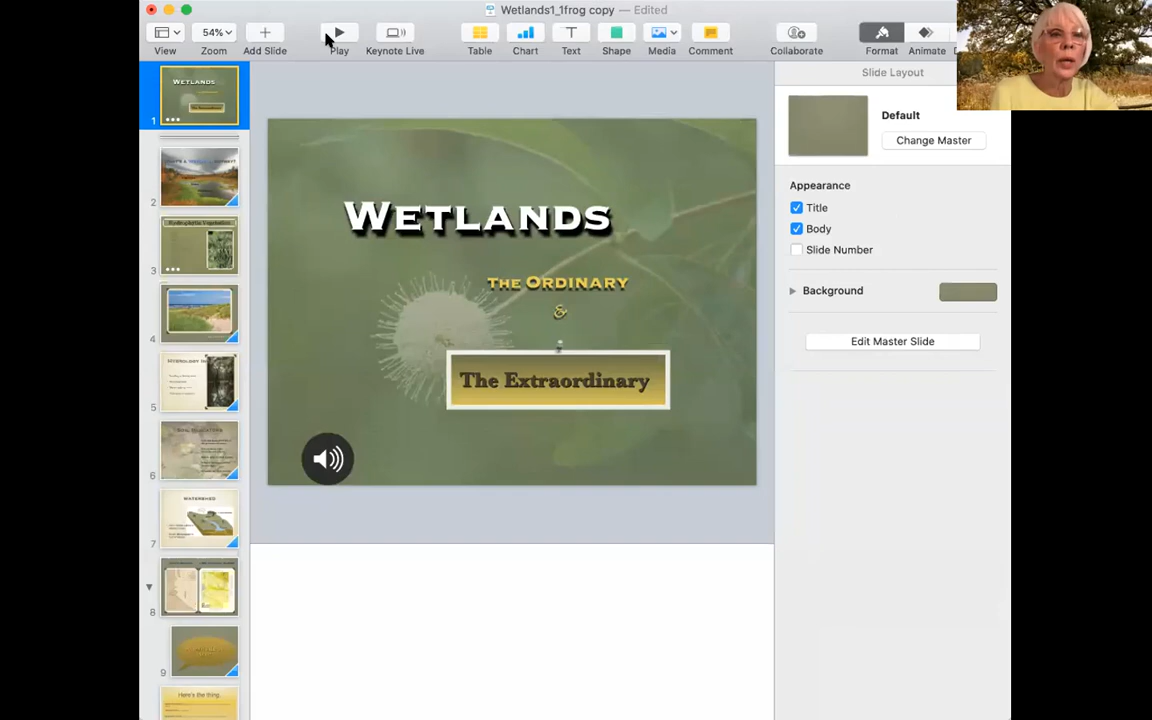 Wetlands1_1frog copy — Edited
54%
View Zoom Add Slide Play Keynote Live Table Chart Text Shape Media Comment Collaborate Format Animate
Slide Layout
Default
Change Master
Appearance
Title
Body
Slide Number
Background
Edit Master Slide
WETLANDS
THE ORDINARY
&
The Extraordinary
1
WETLANDS
2
3
4
5
6
7
WATERSHED
8
9
Here's the thing...